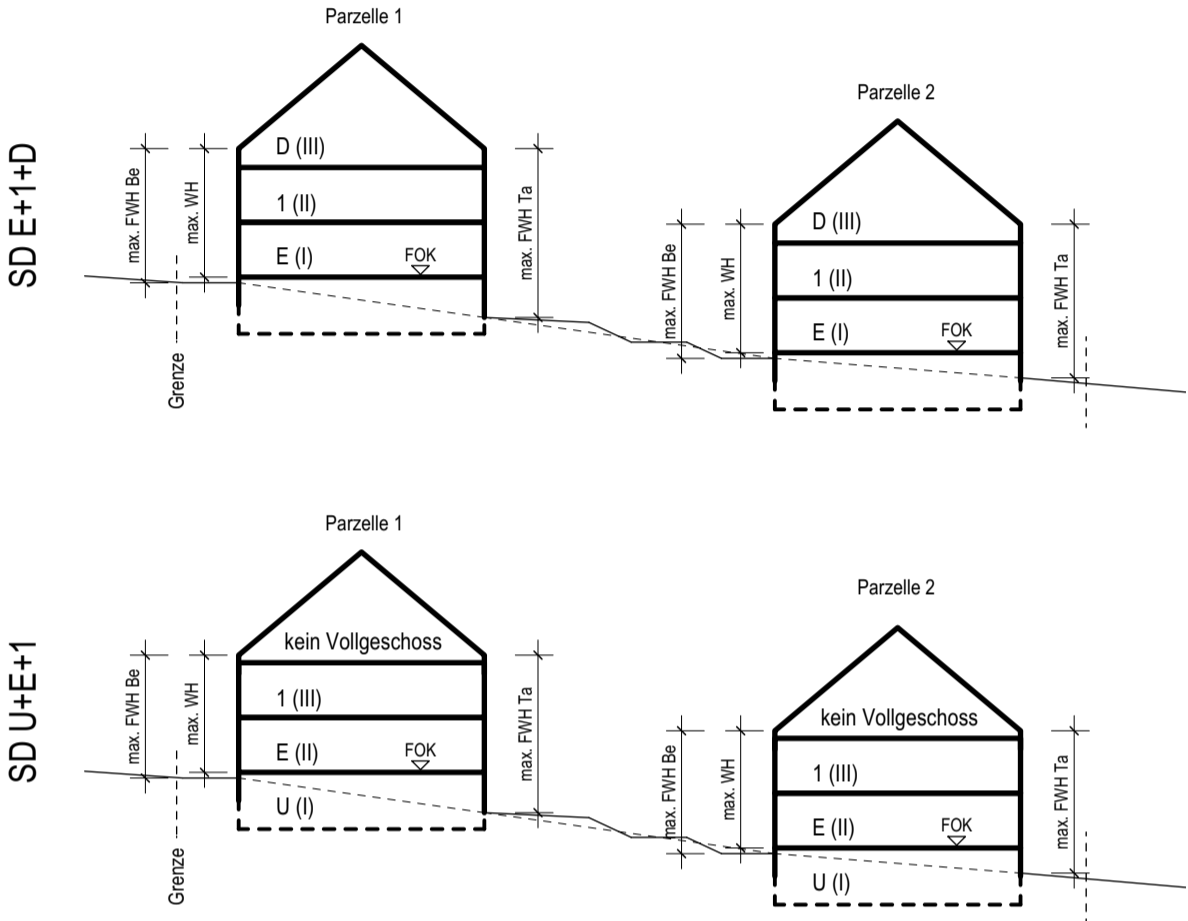 SD E+1+D
Parzelle 1
max. FWH Be
max. WH
D (III)
1 (II)
E (I)
FOK
max. FWH Ta
Grenze
Parzelle 2
max. FWH Be
max. WH
D (III)
1 (II)
E (I)
FOK
max. FWH Ta
SD U+E+1
Parzelle 1
max. FWH Be
max. WH
kein Vollgeschoss
1 (III)
E (II)
FOK
U (I)
max. FWH Ta
Grenze
Parzelle 2
max. FWH Be
max. WH
kein Vollgeschoss
1 (III)
E (II)
FOK
U (I)
max. FWH Ta